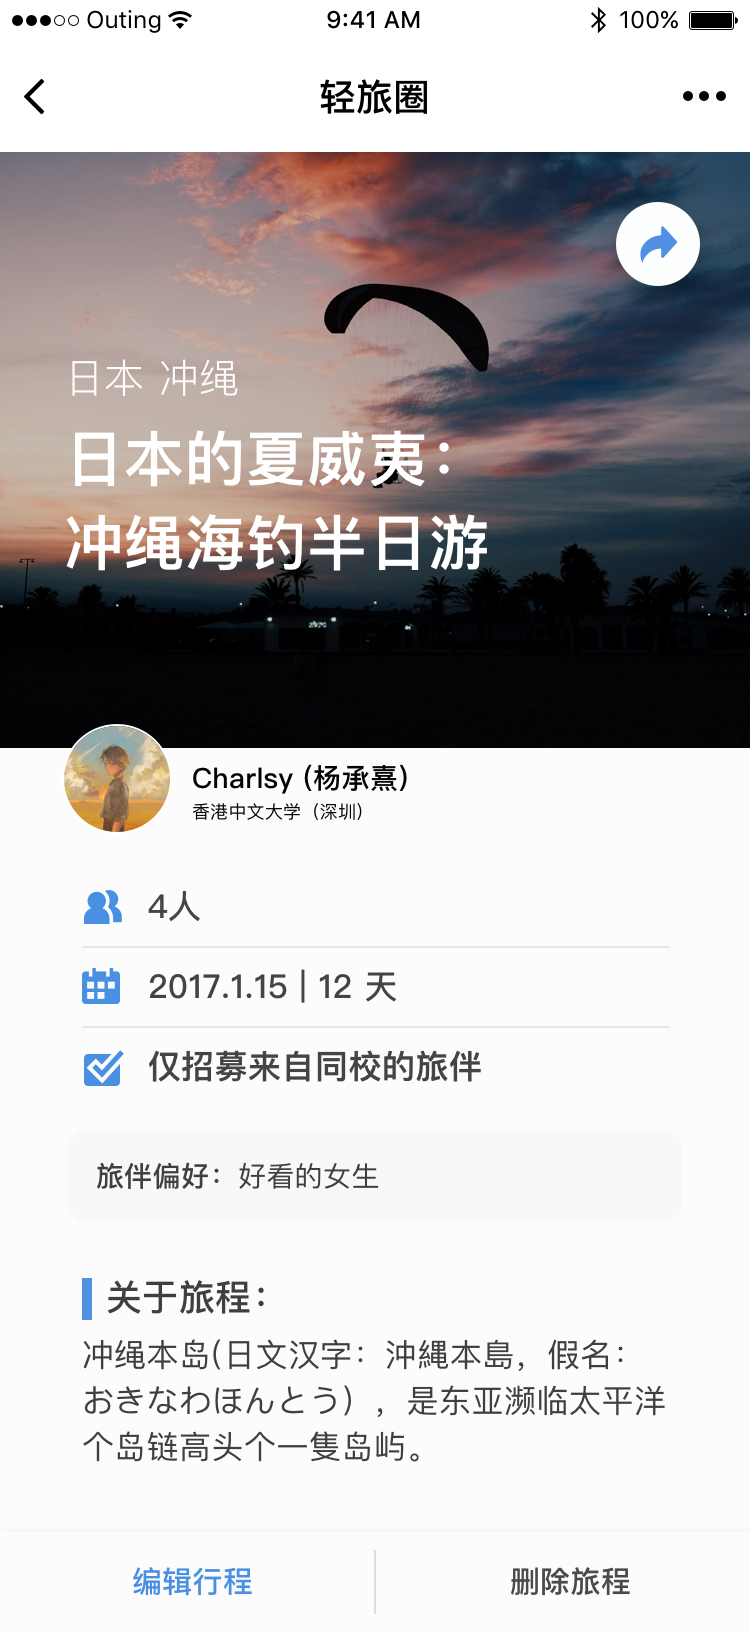 Outing
9:41 AM
100%
轻旅圈
日本 冲绳
日本的夏威夷：
冲绳海钓半日游
Charlsy (杨承熹)
香港中文大学（深圳）
4人
2017.1.15 | 12 天
仅招募来自同校的旅伴
旅伴偏好：好看的女生
关于旅程：
冲绳本岛(日文汉字：沖縄本島，假名：
おきなわほんとう），是东亚濒临太平洋
个岛链高头个一隻岛屿。
编辑行程
删除旅程